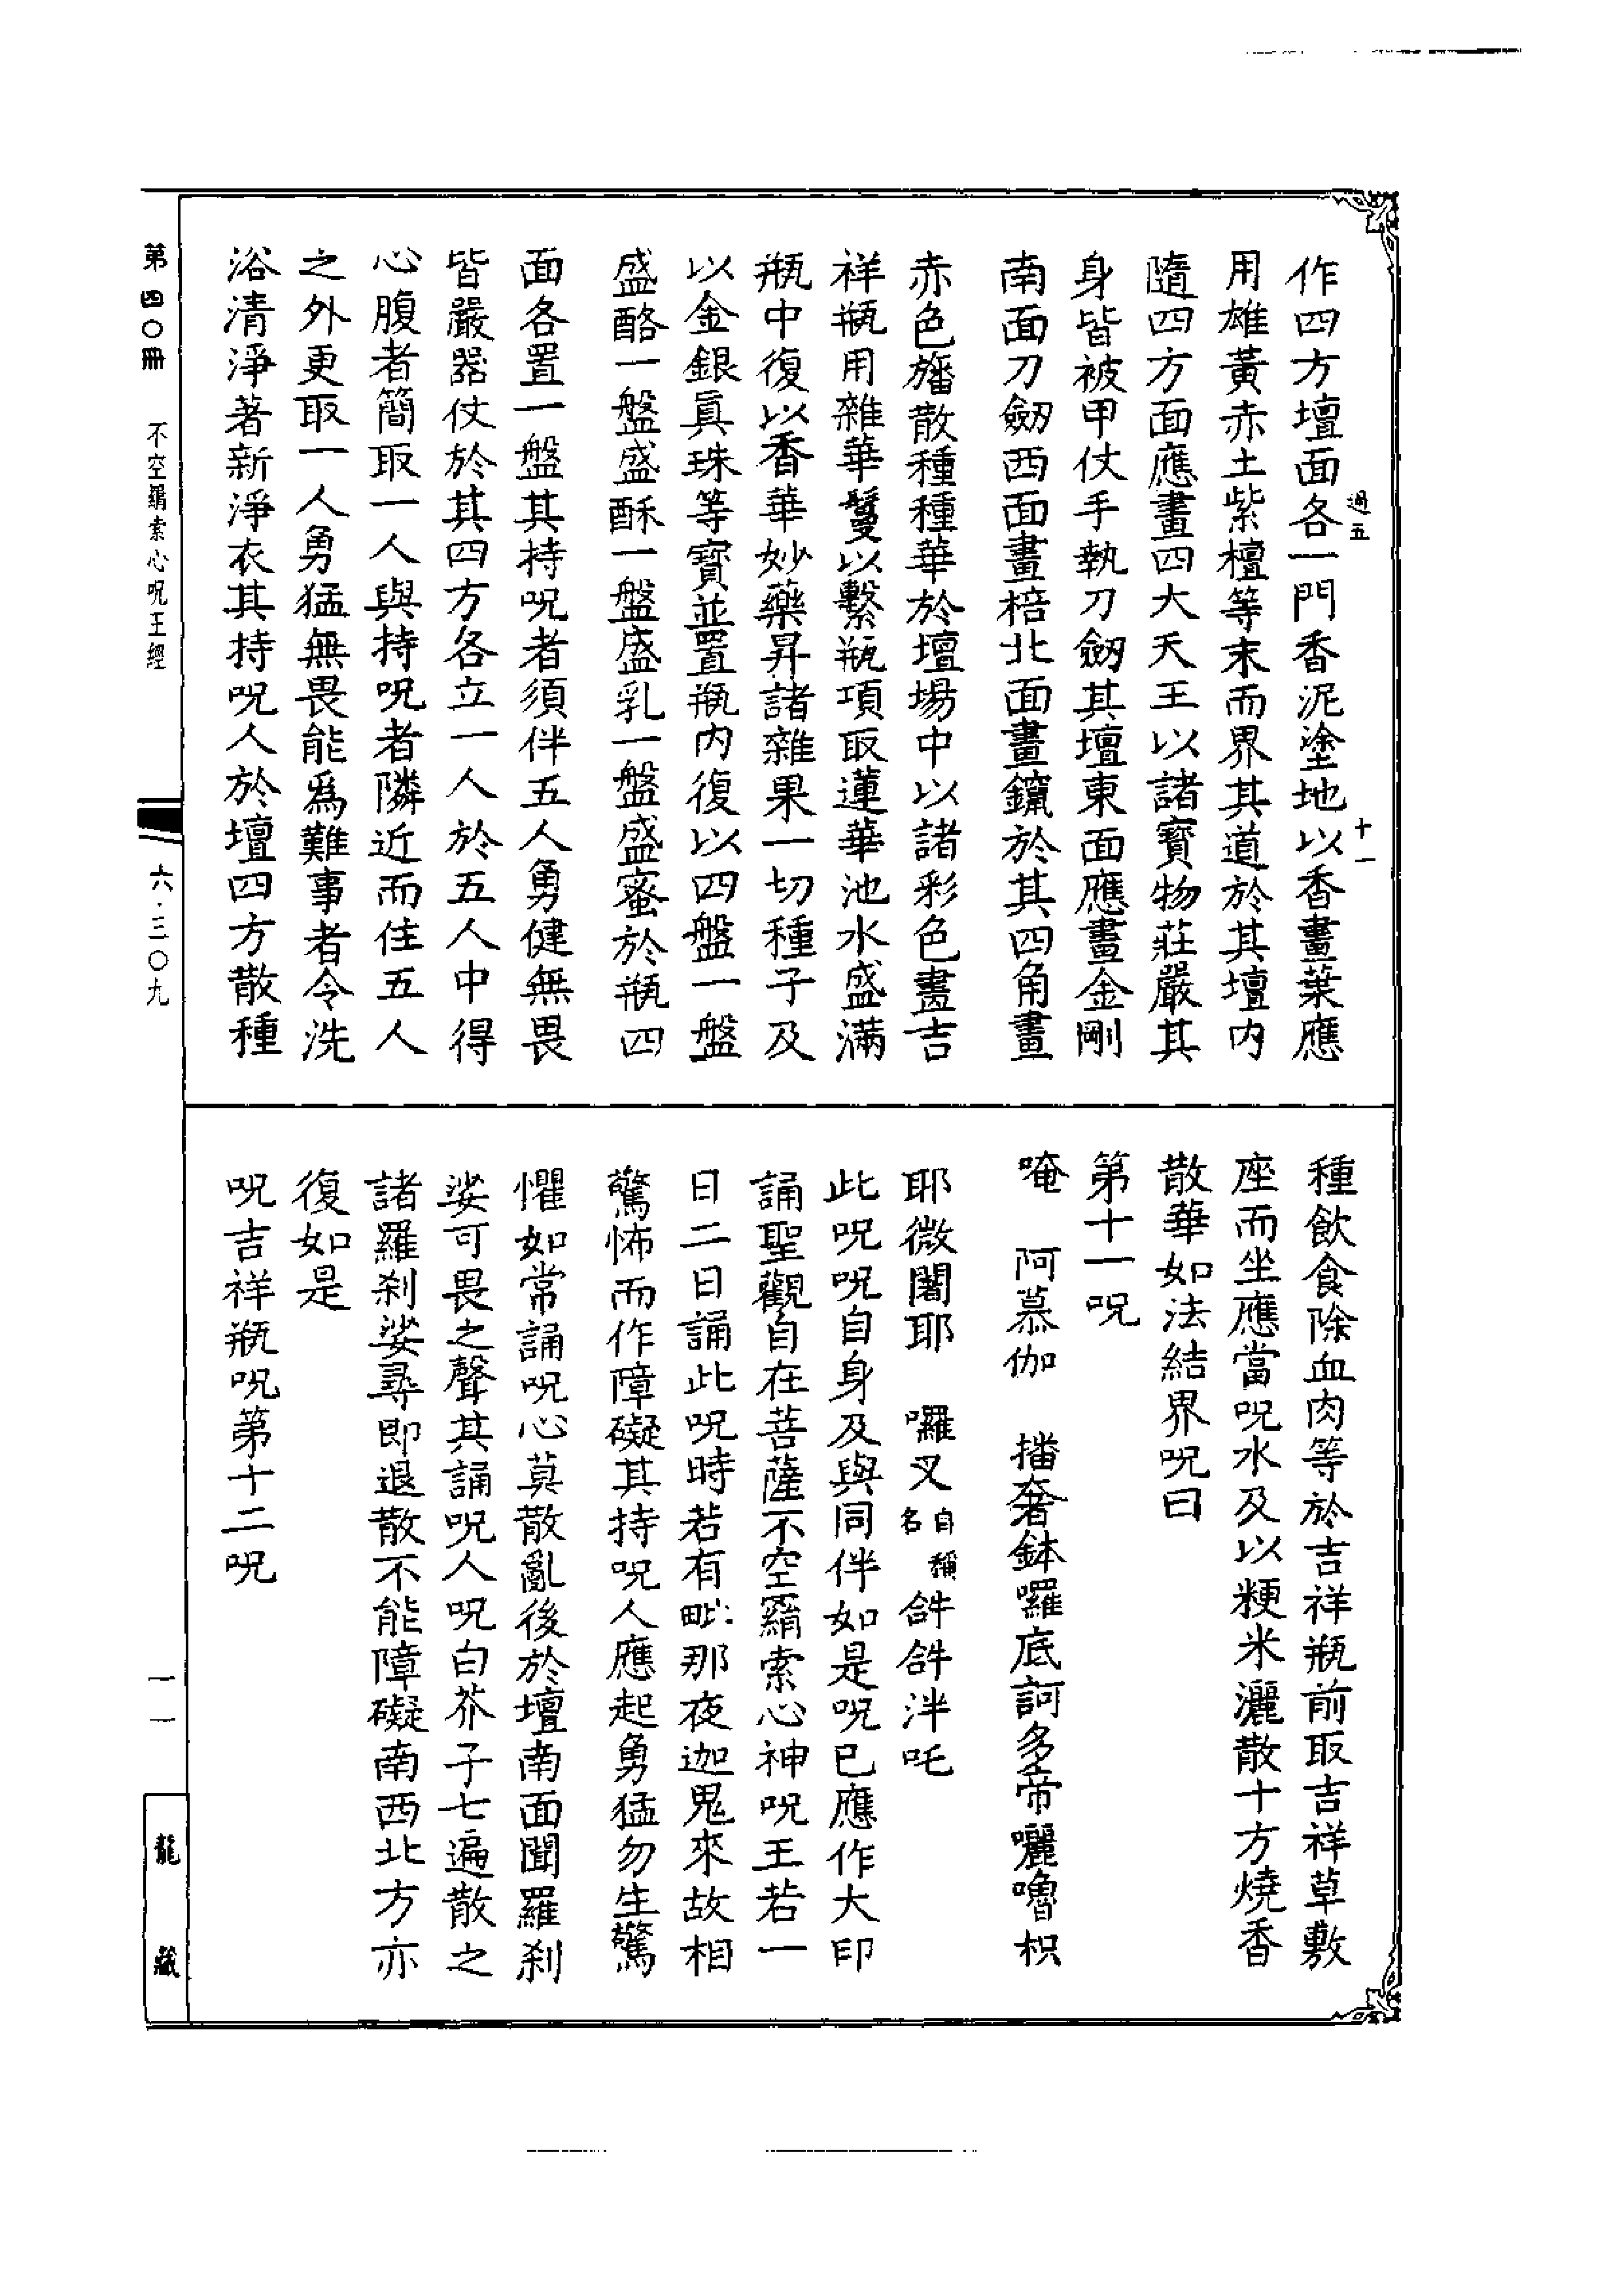 作四方壇面各一門香泥塗地以香畫葉應
用雄黃赤土紫檀等末而界其道於其壇內
隨四方面應畫四大天王以諸寶物莊嚴其
身皆被甲仗手執刀劒其壇東面應畫金剛
南面刀劒西面畫棓北面畫鑹於其四角畫
赤色旛散種種華於壇場中以諸彩色畫吉
祥瓶用雜華鬘以繫瓶項取蓮華池水盛滿
瓶中復以香華妙藥昇諸雜果一切種子及
以金銀眞珠等寶並置瓶內復以四盤一盤
盛酪一盤盛酥一盤盛乳一盤盛蜜於瓶四
面各置一盤其持呪者須伴五人勇健無畏
皆嚴器仗於其四方各立一人於五人中得
心腹者簡取一人與持呪者隣近而住五人
之外更取一人勇猛無畏能爲難事者令洗
浴清淨著新淨衣其持呪人於壇四方散種
過五
十一
種飲食除血肉等於吉祥瓶前取吉祥草敷
座而坐應當呪水及以粳米灑散十方燒香
散華如法結界呪曰
第十一呪
唵 阿慕伽 播奢鉢囉底訶多帝囇嚕枳
耶微闍耶 囉叉自稱名合牛合牛泮吒
此呪呪自身及與同伴如是呪已應作大印
誦聖觀自在菩薩不空羂索心神呪王若一
日二日誦此呪時若有毗那夜迦鬼來故相
驚怖而作障礙其持呪人應起勇猛勿生驚
懼如常誦呪心莫散亂後於壇南面聞羅刹
娑可畏之聲其誦呪人呪白芥子七遍散之
諸羅刹娑尋即退散不能障礙南西北方亦
復如是
呪吉祥瓶呪第十二呪
第四〇冊 不空羂索心呪王經 六·三〇九 一一 龍藏